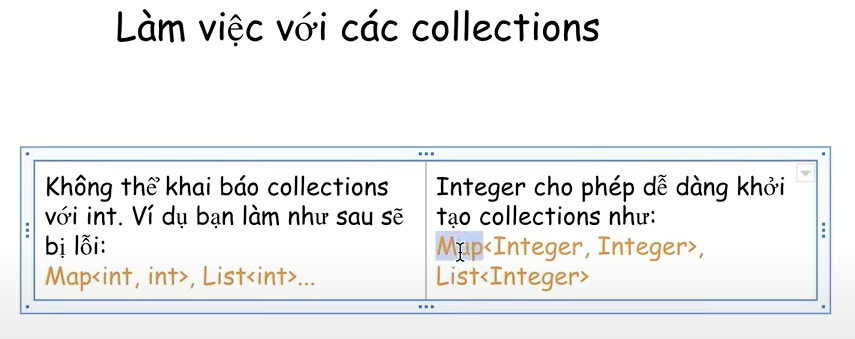 Làm việc với các collections
Không thể khai báo collections
với int. Ví dụ bạn làm như sau sẽ
bị lỗi:
Map<int, int>, List<int>...
Integer cho phép dễ dàng khởi
tạo collections như:
Map<Integer, Integer>,
List<Integer>